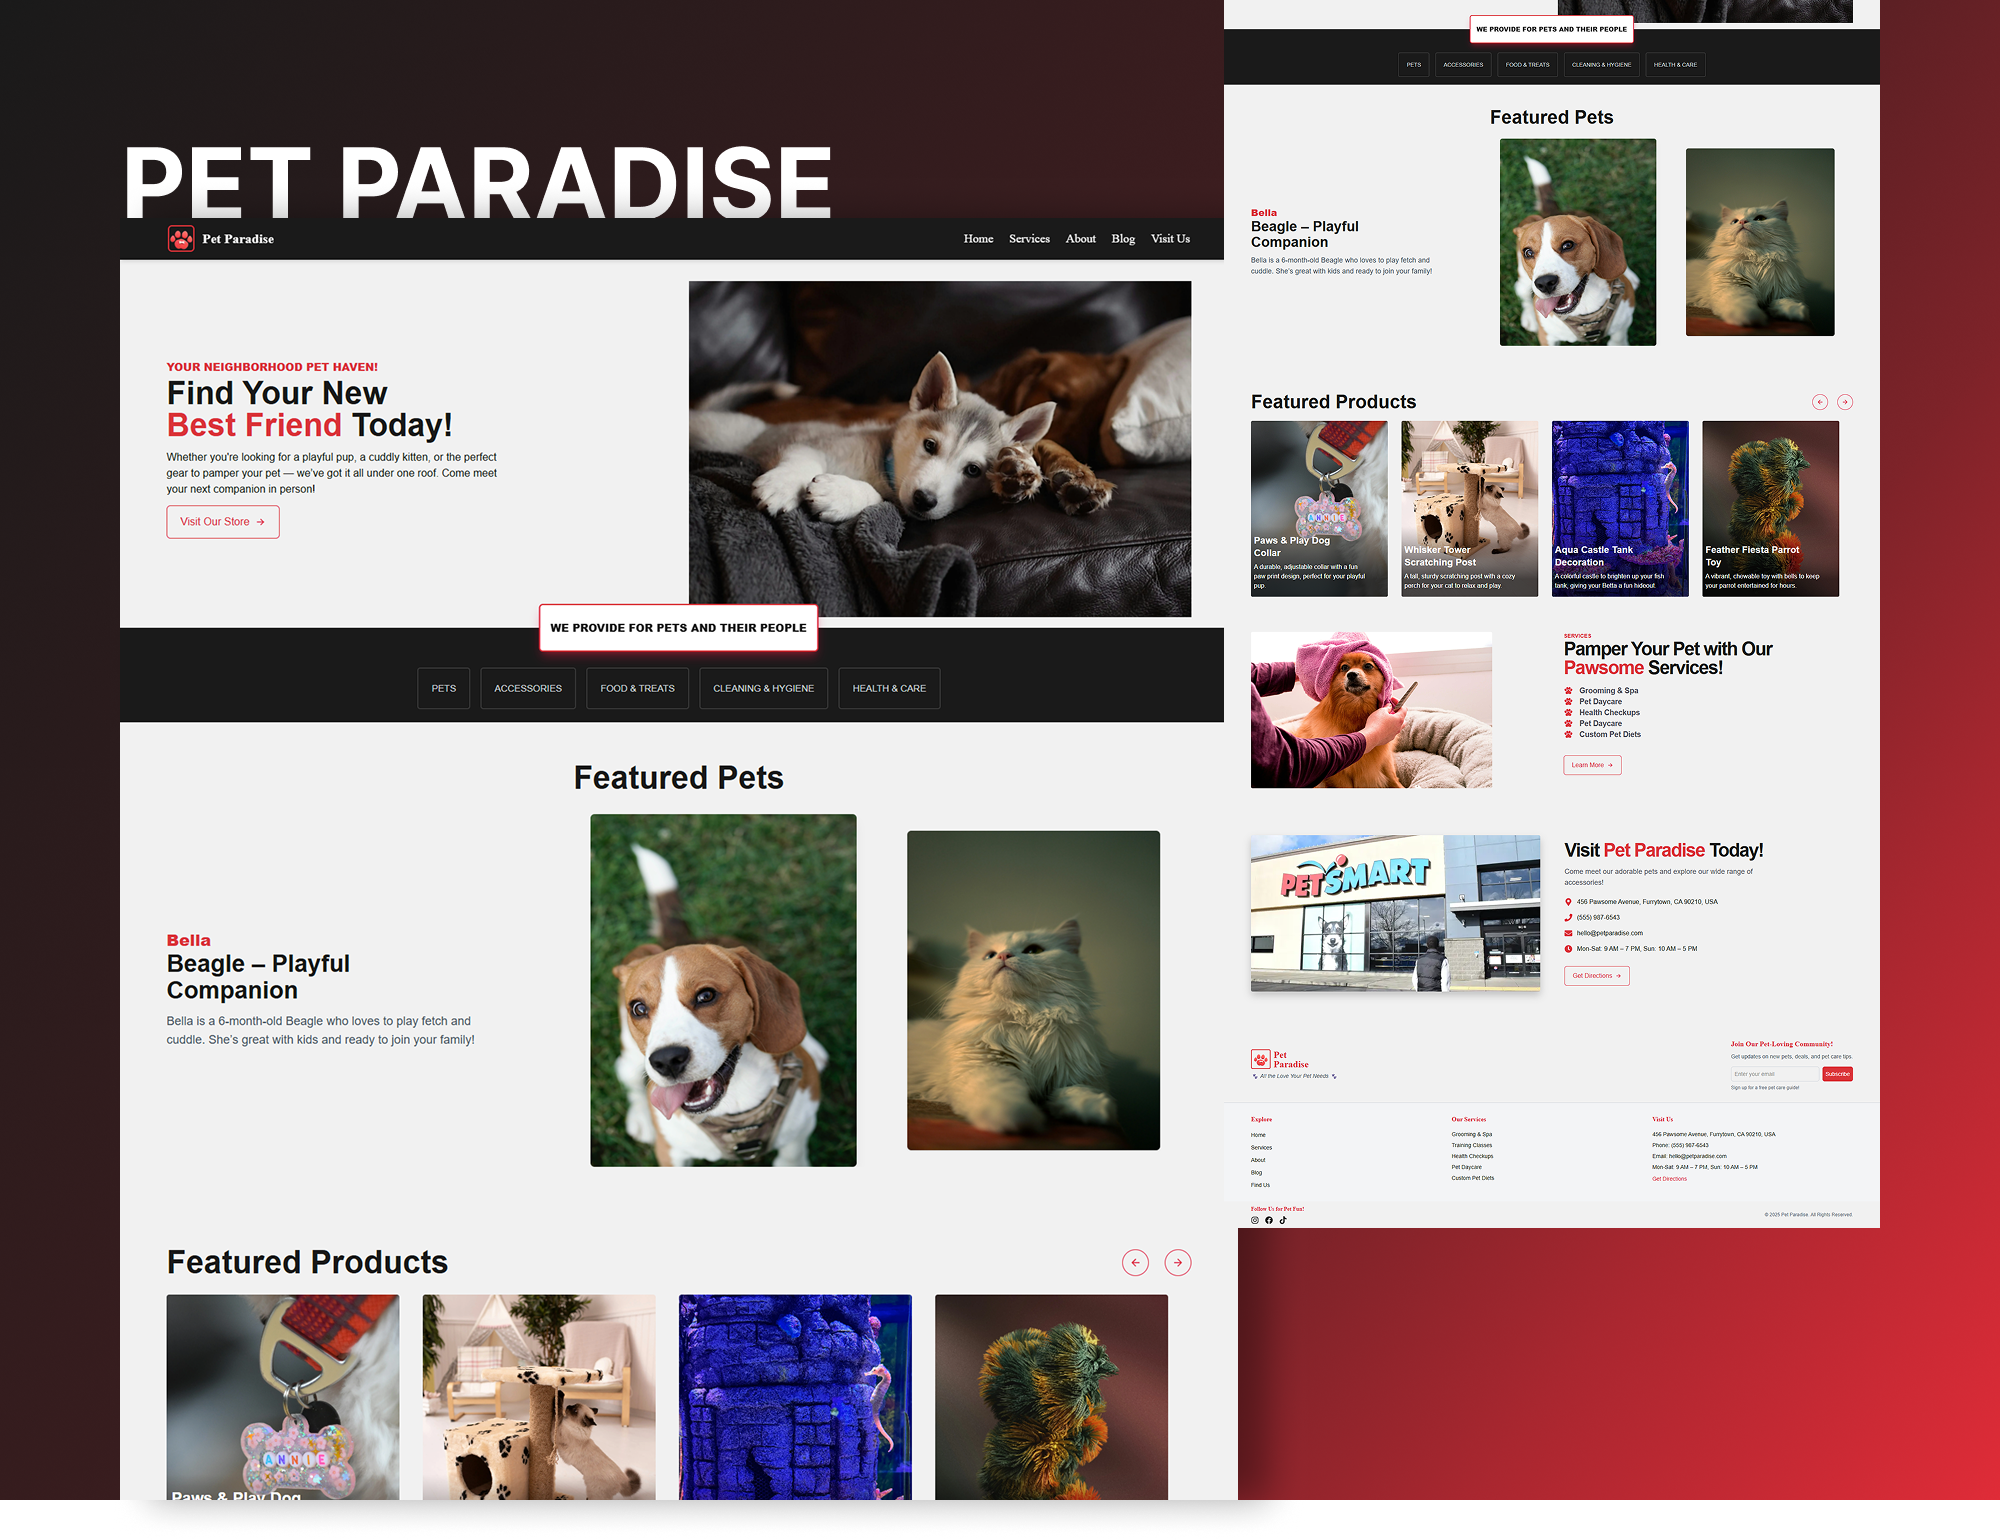 PET PARADISE
Pet Paradise
Home Services About Blog Visit Us
YOUR NEIGHBORHOOD PET HAVEN!
Find Your New
Best Friend Today!
Whether you're looking for a playful pup, a cuddly kitten, or the perfect
gear to pamper your pet — we've got it all under one roof. Come meet
your next companion in person!
Visit Our Store →
WE PROVIDE FOR PETS AND THEIR PEOPLE
PETS ACCESSORIES FOOD & TREATS CLEANING & HYGIENE HEALTH & CARE
Featured Pets
Bella
Beagle – Playful
Companion
Bella is a 6-month-old Beagle who loves to play fetch and
cuddle. She's great with kids and ready to join your family!
Featured Products
ANNIE
Paws & Play Dog
WE PROVIDE FOR PETS AND THEIR PEOPLE
PETS ACCESSORIES FOOD & TREATS CLEANING & HYGIENE HEALTH & CARE
Featured Pets
Bella
Beagle – Playful
Companion
Bella is a 6-month-old Beagle who loves to play fetch and
cuddle. She's great with kids and ready to join your family!
Featured Products
ANNIE
Paws & Play Dog
Collar
A durable, adjustable collar with a fun
paw print design, perfect for your playful
pup.
Whisker Tower
Scratching Post
A tall, sturdy scratching post with a cozy
perch for your cat to relax and play.
Aqua Castle Tank
Decoration
A colorful castle to brighten up your fish
tank, giving your Betta a fun hideout.
Feather Fiesta Parrot
Toy
A vibrant, chewable toy with bells to keep
your parrot entertained for hours.
SERVICES
Pamper Your Pet with Our
Pawsome Services!
Grooming & Spa
Pet Daycare
Health Checkups
Pet Daycare
Custom Pet Diets
Learn More →
PETSMART
Visit Pet Paradise Today!
Come meet our adorable pets and explore our wide range of
accessories!
456 Pawsome Avenue, Furrytown, CA 90210, USA
(555) 987-6543
hello@petparadise.com
Mon-Sat: 9 AM – 7 PM, Sun: 10 AM – 5 PM
Get Directions →
Pet
Paradise
All the Love Your Pet Needs
Join Our Pet-Loving Community!
Get updates on new pets, deals, and pet care tips.
Enter your email
Subscribe
Sign up for a free pet care guide!
Explore
Home
Services
About
Blog
Find Us
Our Services
Grooming & Spa
Training Classes
Health Checkups
Pet Daycare
Custom Pet Diets
Visit Us
456 Pawsome Avenue, Furrytown, CA 90210, USA
Phone: (555) 987-6543
Email: hello@petparadise.com
Mon-Sat: 9 AM – 7 PM, Sun: 10 AM – 5 PM
Get Directions
Follow Us for Pet Fun!
© 2025 Pet Paradise. All Rights Reserved.